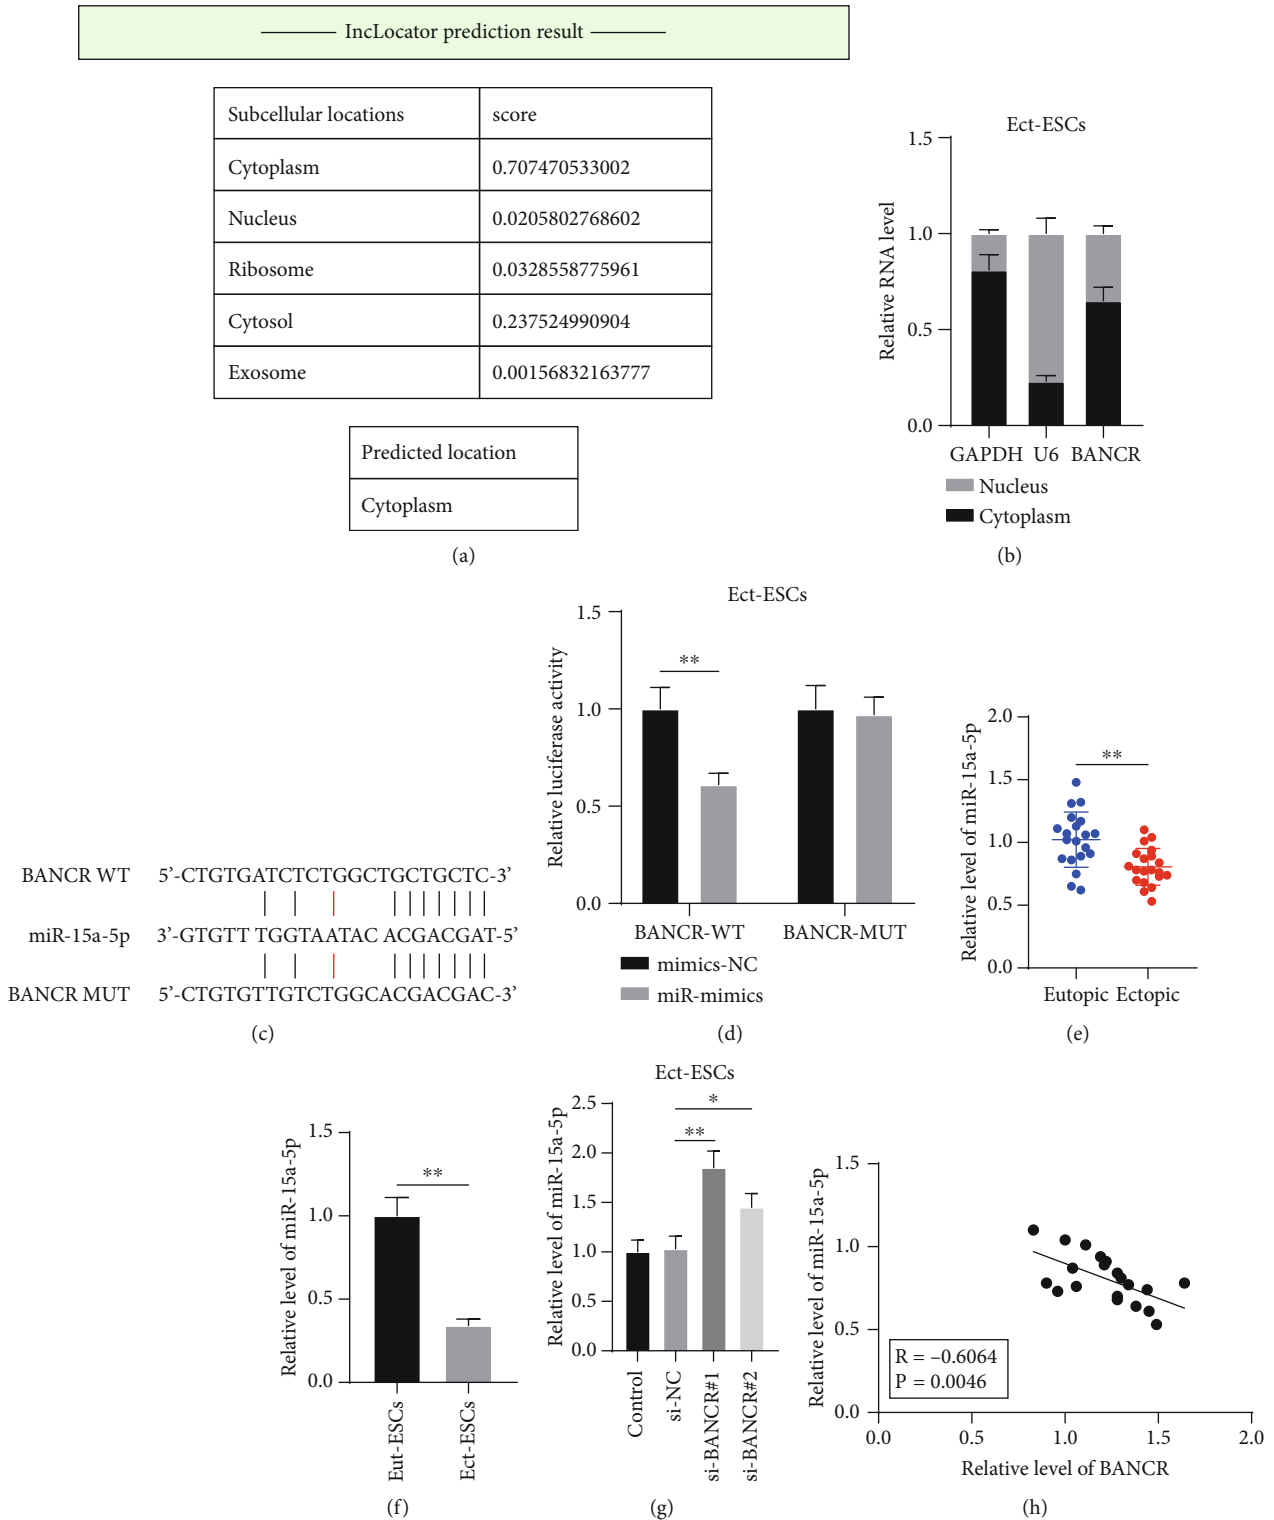 IncLocator prediction result
Subcellular locations score
Cytoplasm 0.707470533002
Nucleus 0.0205802768602
Ribosome 0.0328558775961
Cytosol 0.237524990904
Exosome 0.00156832163777
Predicted location
Cytoplasm
(a)
Ect-ESCs
Relative RNA level
1.5
1.0
0.5
0.0
GAPDH U6 BANCR
Nucleus
Cytoplasm
(b)
BANCR WT 5’-CTGTGATCTCTGGCTGCTGCTC-3’
miR-15a-5p 3’-GTGTT TGGTAATAC ACGACGAT-5’
BANCR MUT 5’-CTGTGTTGTCTGGCACGACGAC-3’
(c)
Ect-ESCs
Relative luciferase activity
1.5
1.0
0.5
0.0
**
BANCR-WT BANCR-MUT
mimics-NC
miR-mimics
(d)
Relative level of miR-15a-5p
2.0
1.5
1.0
0.5
0.0
**
Eutopic Ectopic
(e)
Relative level of miR-15a-5p
1.5
1.0
0.5
0.0
**
Eut-ESCs
Ect-ESCs
(f)
Ect-ESCs
Relative level of miR-15a-5p
2.5
2.0
1.5
1.0
0.5
0.0
*
**
Control
si-NC
si-BANCR#1
si-BANCR#2
(g)
Relative level of miR-15a-5p
1.5
1.0
0.5
0.0
R = –0.6064
P = 0.0046
0.0 0.5 1.0 1.5 2.0
Relative level of BANCR
(h)